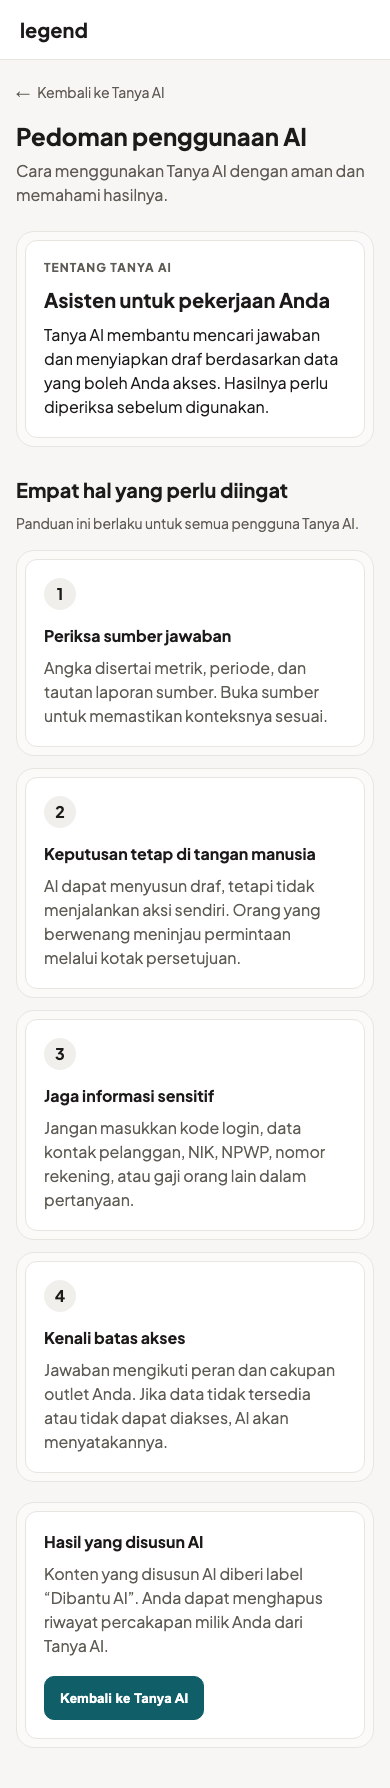 legend
← Kembali ke Tanya AI
Pedoman penggunaan AI
Cara menggunakan Tanya AI dengan aman dan
memahami hasilnya.
TENTANG TANYA AI
Asisten untuk pekerjaan Anda
Tanya AI membantu mencari jawaban
dan menyiapkan draf berdasarkan data
yang boleh Anda akses. Hasilnya perlu
diperiksa sebelum digunakan.
Empat hal yang perlu diingat
Panduan ini berlaku untuk semua pengguna Tanya AI.
1
Periksa sumber jawaban
Angka disertai metrik, periode, dan
tautan laporan sumber. Buka sumber
untuk memastikan konteksnya sesuai.
2
Keputusan tetap di tangan manusia
AI dapat menyusun draf, tetapi tidak
menjalankan aksi sendiri. Orang yang
berwenang meninjau permintaan
melalui kotak persetujuan.
3
Jaga informasi sensitif
Jangan masukkan kode login, data
kontak pelanggan, NIK, NPWP, nomor
rekening, atau gaji orang lain dalam
pertanyaan.
4
Kenali batas akses
Jawaban mengikuti peran dan cakupan
outlet Anda. Jika data tidak tersedia
atau tidak dapat diakses, AI akan
menyatakannya.
Hasil yang disusun AI
Konten yang disusun AI diberi label
“Dibantu AI”. Anda dapat menghapus
riwayat percakapan milik Anda dari
Tanya AI.
Kembali ke Tanya AI